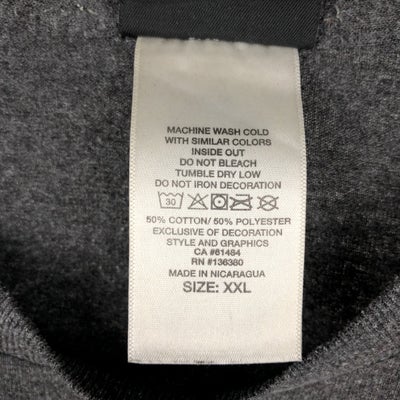 MACHINE WASH COLD
WITH SIMILAR COLORS
INSIDE OUT
DO NOT BLEACH
TUMBLE DRY LOW
DO NOT IRON DECORATION
30
50% COTTON/ 50% POLYESTER
EXCLUSIVE OF DECORATION
STYLE AND GRAPHICS
CA #61484
RN #136380
MADE IN NICARAGUA
SIZE: XXL